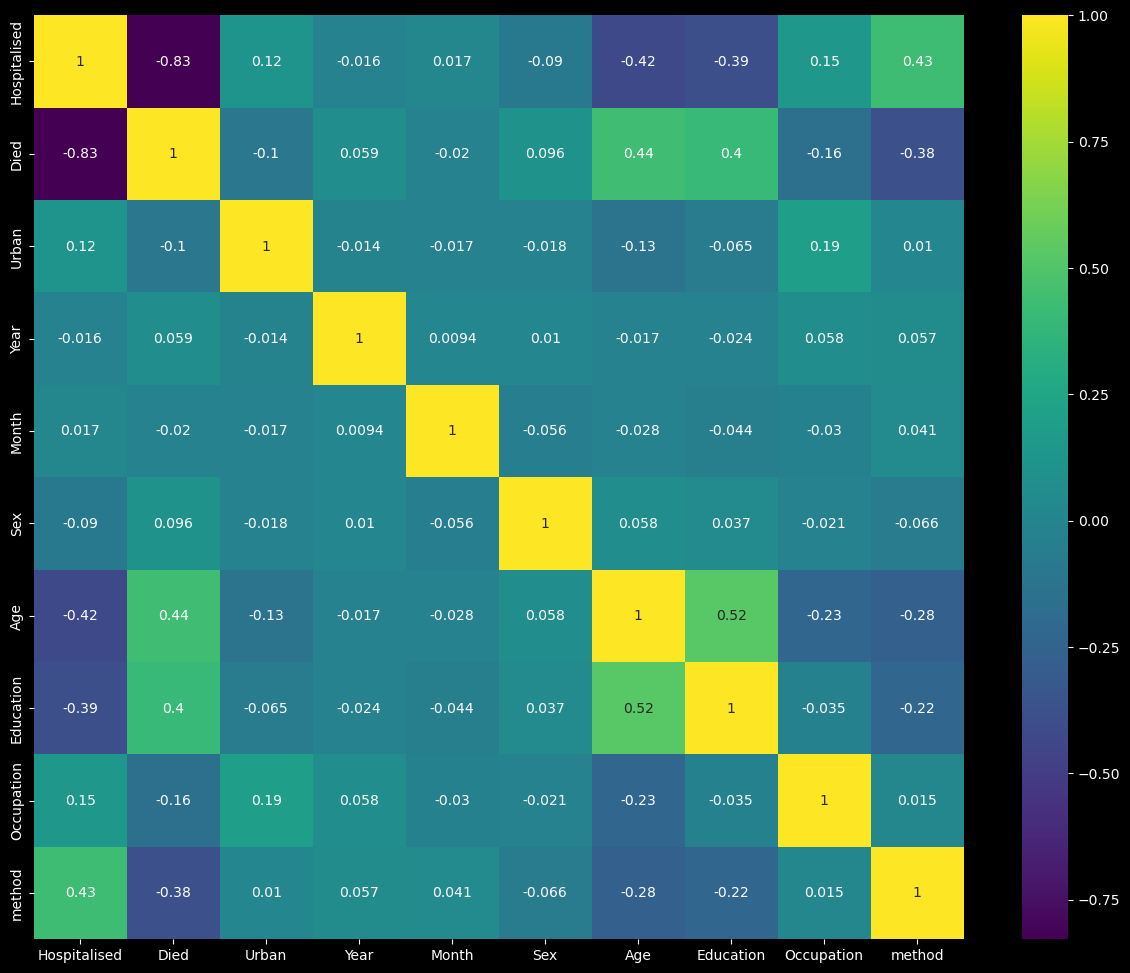 Hospitalised 1 -0.83 0.12 -0.016 0.017 -0.09 -0.42 -0.39 0.15 0.43
Died -0.83 1 -0.1 0.059 -0.02 0.096 0.44 0.4 -0.16 -0.38
Urban 0.12 -0.1 1 -0.014 -0.017 -0.018 -0.13 -0.065 0.19 0.01
Year -0.016 0.059 -0.014 1 0.0094 0.01 -0.017 -0.024 0.058 0.057
Month 0.017 -0.02 -0.017 0.0094 1 -0.056 -0.028 -0.044 -0.03 0.041
Sex -0.09 0.096 -0.018 0.01 -0.056 1 0.058 0.037 -0.021 -0.066
Age -0.42 0.44 -0.13 -0.017 -0.028 0.058 1 0.52 -0.23 -0.28
Education -0.39 0.4 -0.065 -0.024 -0.044 0.037 0.52 1 -0.035 -0.22
Occupation 0.15 -0.16 0.19 0.058 -0.03 -0.021 -0.23 -0.035 1 0.015
method 0.43 -0.38 0.01 0.057 0.041 -0.066 -0.28 -0.22 0.015 1
Hospitalised Died Urban Year Month Sex Age Education Occupation method
1.00
0.75
0.50
0.25
0.00
−0.25
−0.50
−0.75